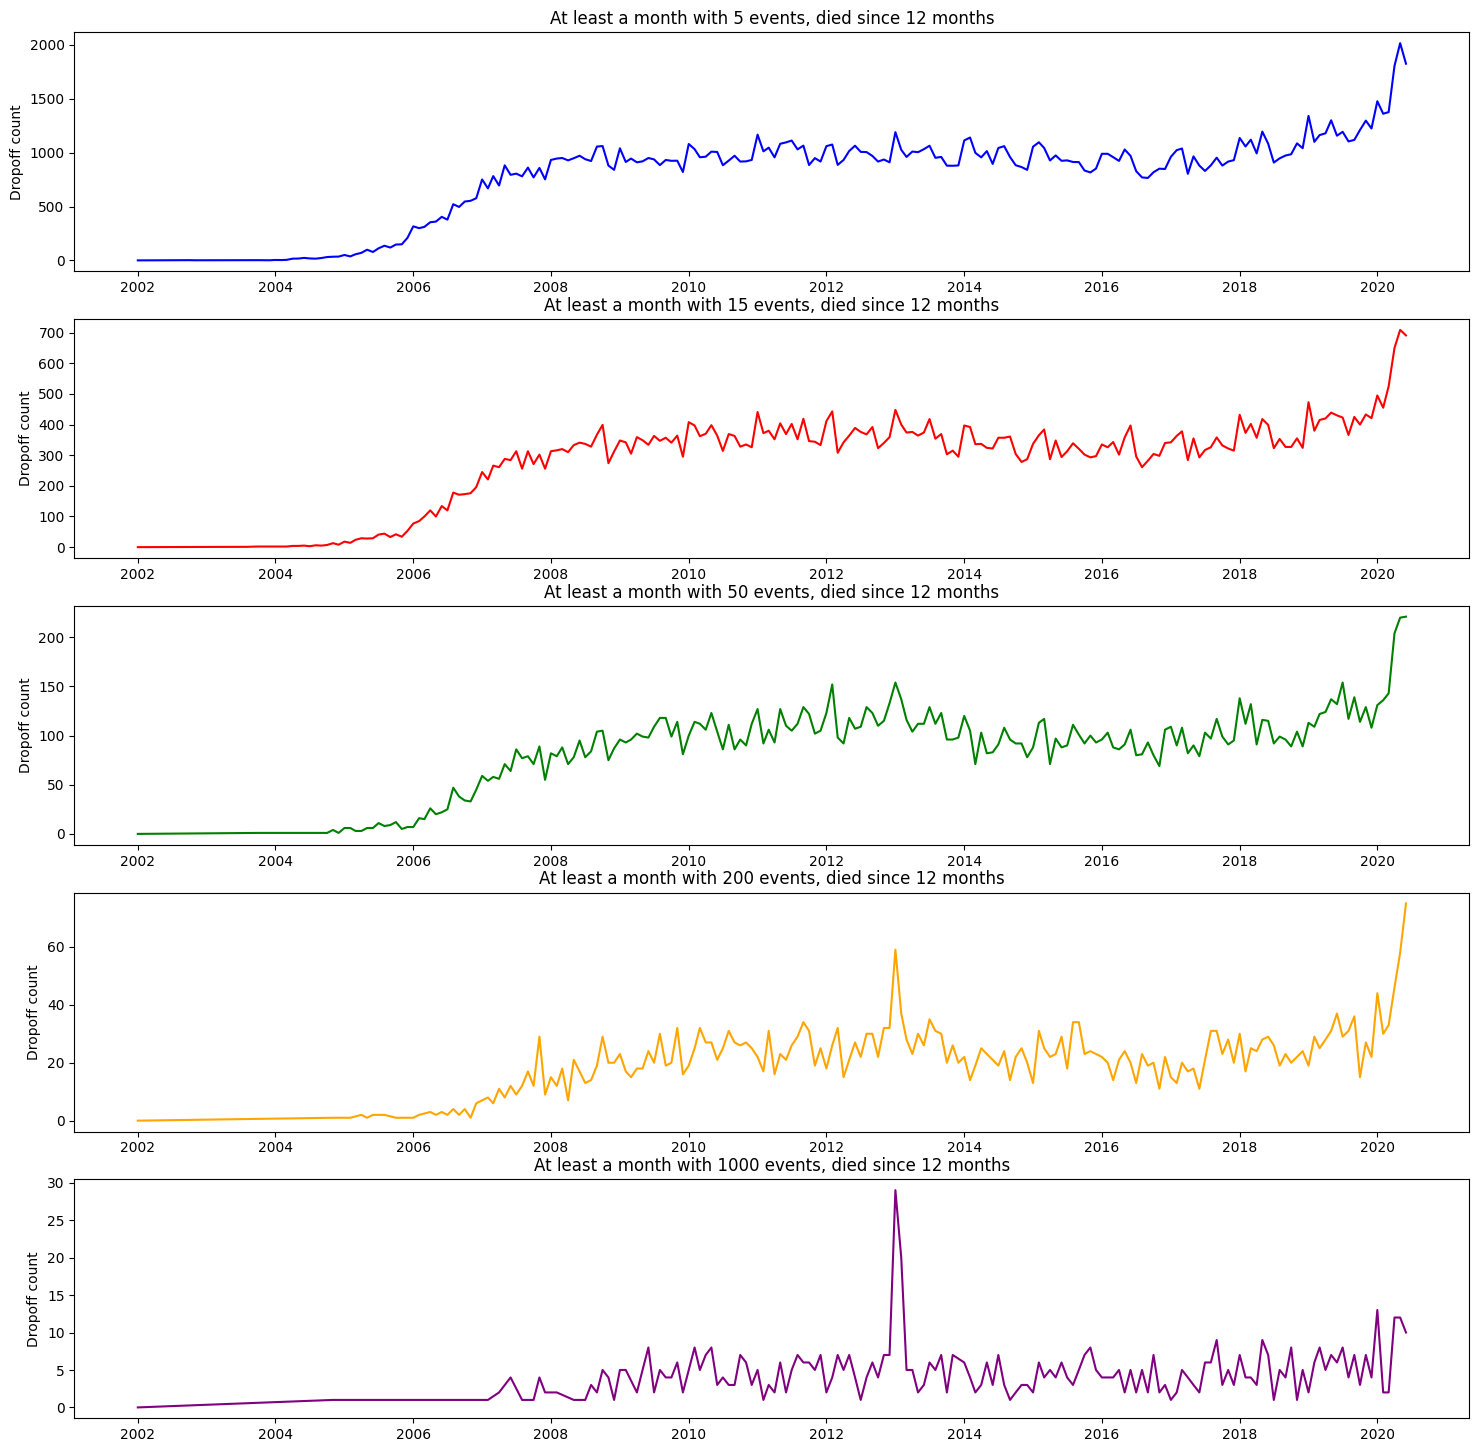 At least a month with 5 events, died since 12 months
2000
1500
1000
500
0
Dropoff count
2002 2004 2006 2008 2010 2012 2014 2016 2018 2020
At least a month with 15 events, died since 12 months
700
600
500
400
300
200
100
0
Dropoff count
2002 2004 2006 2008 2010 2012 2014 2016 2018 2020
At least a month with 50 events, died since 12 months
200
150
100
50
0
Dropoff count
2002 2004 2006 2008 2010 2012 2014 2016 2018 2020
At least a month with 200 events, died since 12 months
60
40
20
0
Dropoff count
2002 2004 2006 2008 2010 2012 2014 2016 2018 2020
At least a month with 1000 events, died since 12 months
30
25
20
15
10
5
0
Dropoff count
2002 2004 2006 2008 2010 2012 2014 2016 2018 2020